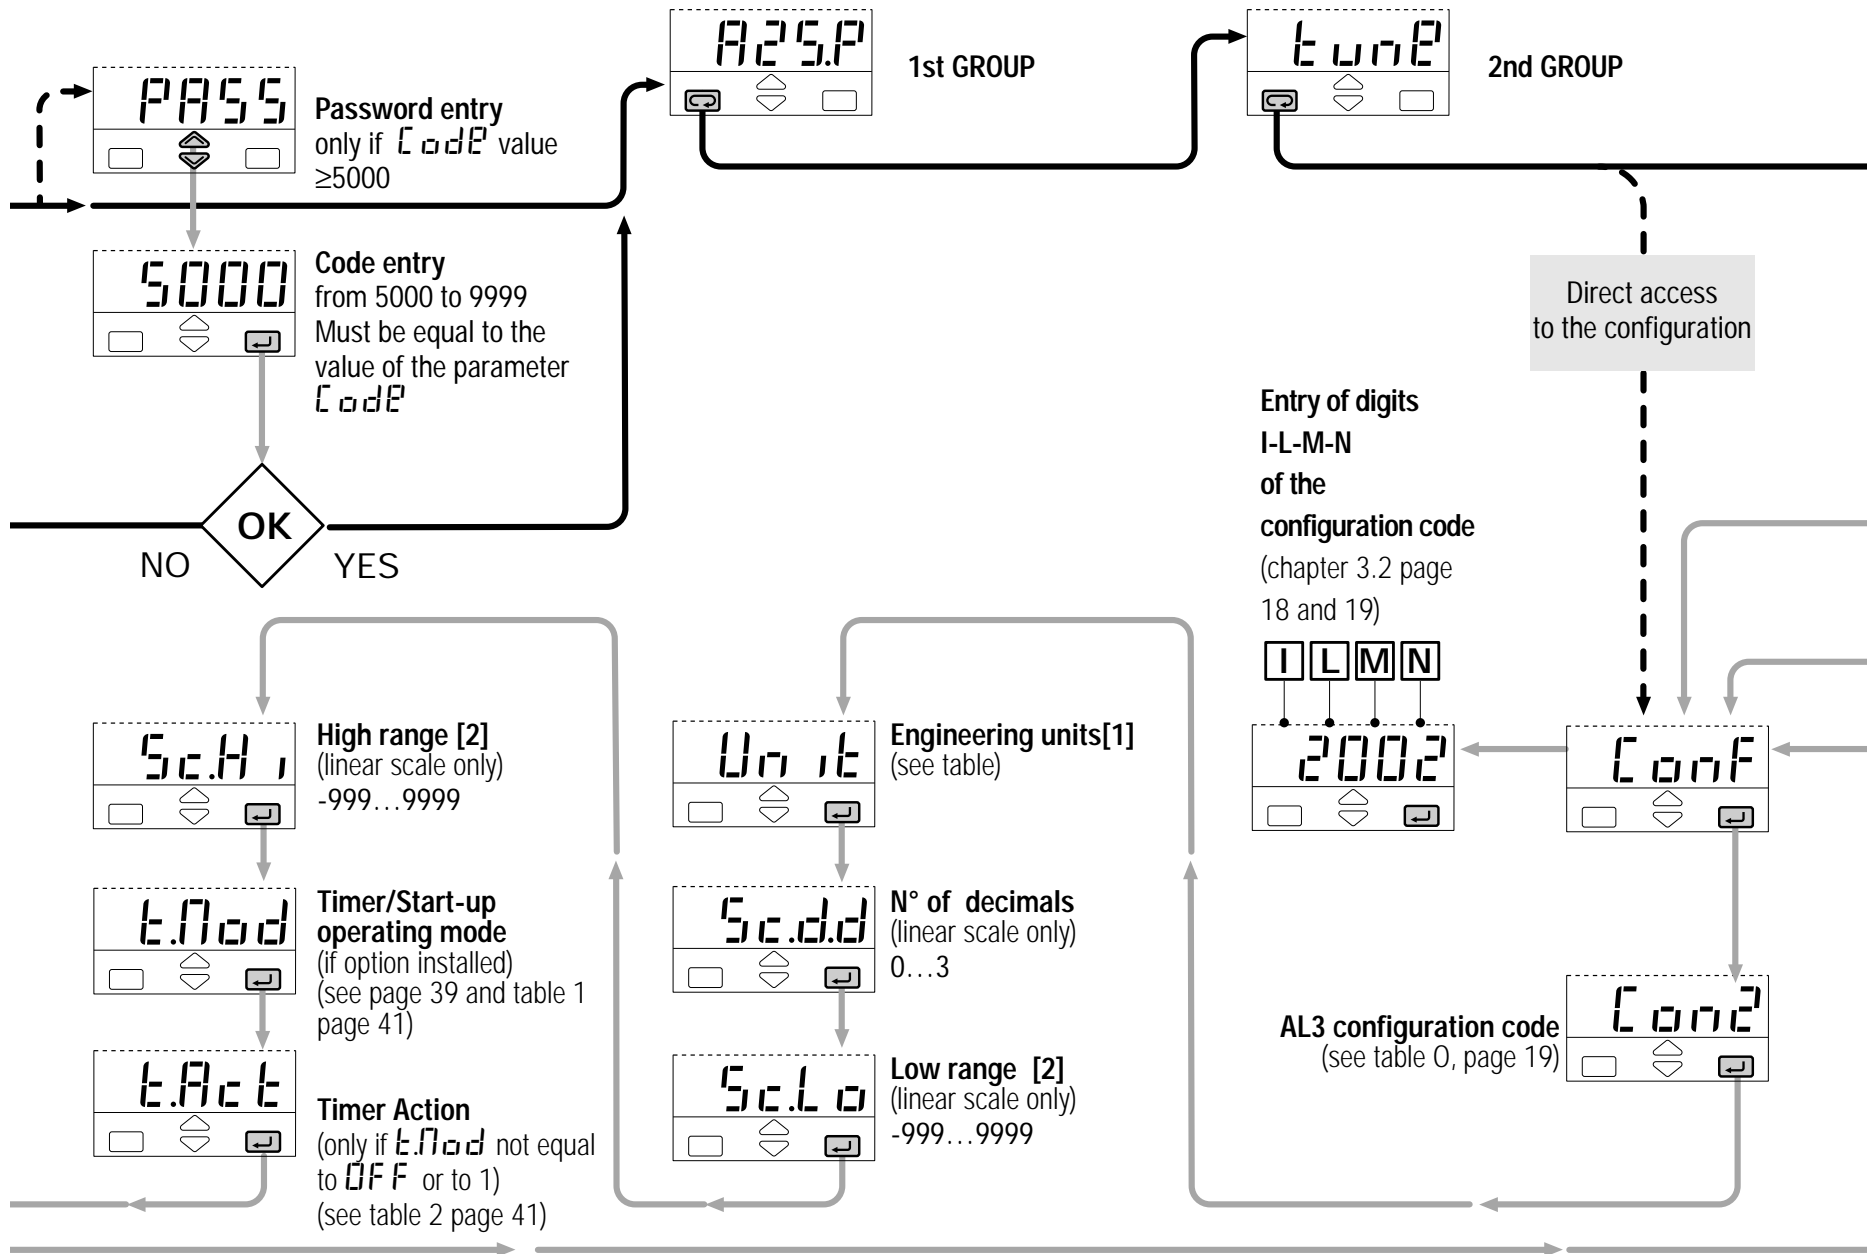 PASS
Password entry
only if CodE value
≥5000
A2S.P
1st GROUP
tunE
2nd GROUP
5000
Code entry
from 5000 to 9999
Must be equal to the
value of the parameter
CodE
OK
NO
YES
Direct access
to the configuration
Entry of digits
I-L-M-N
of the
configuration code
(chapter 3.2 page
18 and 19)
I L M N
2002
ConF
Con2
AL3 configuration code
(see table O, page 19)
Unit
Engineering units[1]
(see table)
Sc.d.d
N° of decimals
(linear scale only)
0…3
Sc.Lo
Low range [2]
(linear scale only)
-999…9999
Sc.Hi
High range [2]
(linear scale only)
-999…9999
t.Mod
Timer/Start-up
operating mode
(if option installed)
(see page 39 and table 1
page 41)
t.Act
Timer Action
(only if t.Mod not equal
to OFF or to 1)
(see table 2 page 41)